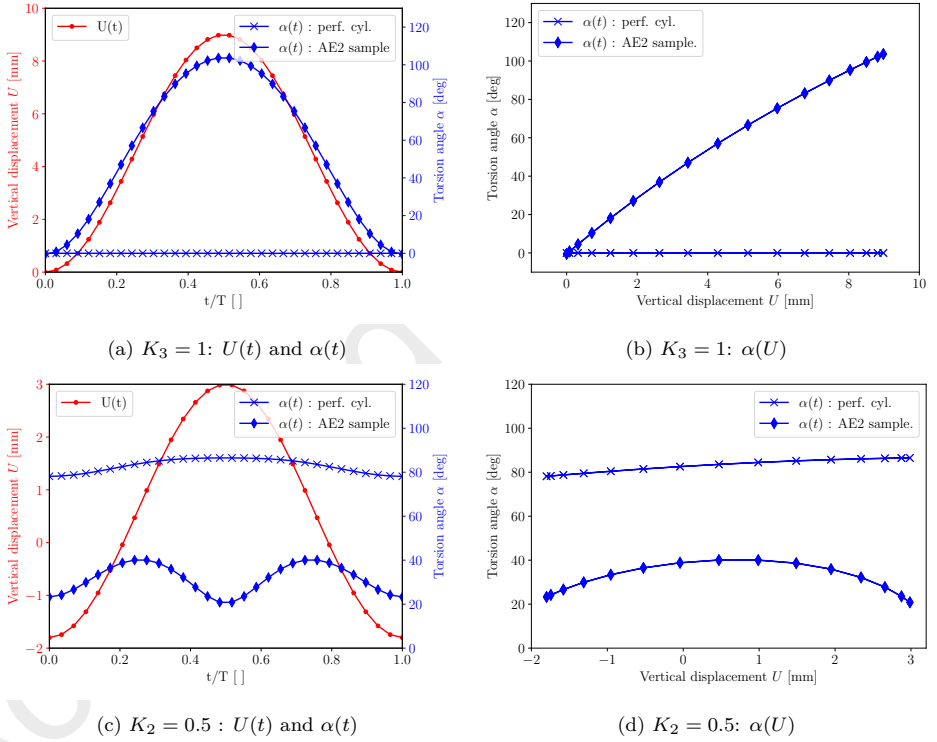 U(t)
α(t) : perf. cyl.
α(t) : AE2 sample
Vertical displacement U [mm]
Torsion angle α [deg]
10
8
6
4
2
0
120
100
80
60
40
20
0
0.0 0.2 0.4 0.6 0.8 1.0
t/T [ ]
(a) K₃ = 1: U(t) and α(t)
α(t) : perf. cyl.
α(t) : AE2 sample.
Torsion angle α [deg]
120
100
80
60
40
20
0
0 2 4 6 8 10
Vertical displacement U [mm]
(b) K₃ = 1: α(U)
U(t)
α(t) : perf. cyl.
α(t) : AE2 sample
Vertical displacement U [mm]
Torsion angle α [deg]
3
2
1
0
−1
−2
120
100
80
60
40
20
0
0.0 0.2 0.4 0.6 0.8 1.0
t/T [ ]
(c) K₂ = 0.5 : U(t) and α(t)
α(t) : perf. cyl.
α(t) : AE2 sample.
Torsion angle α [deg]
120
100
80
60
40
20
0
−2 −1 0 1 2 3
Vertical displacement U [mm]
(d) K₂ = 0.5: α(U)